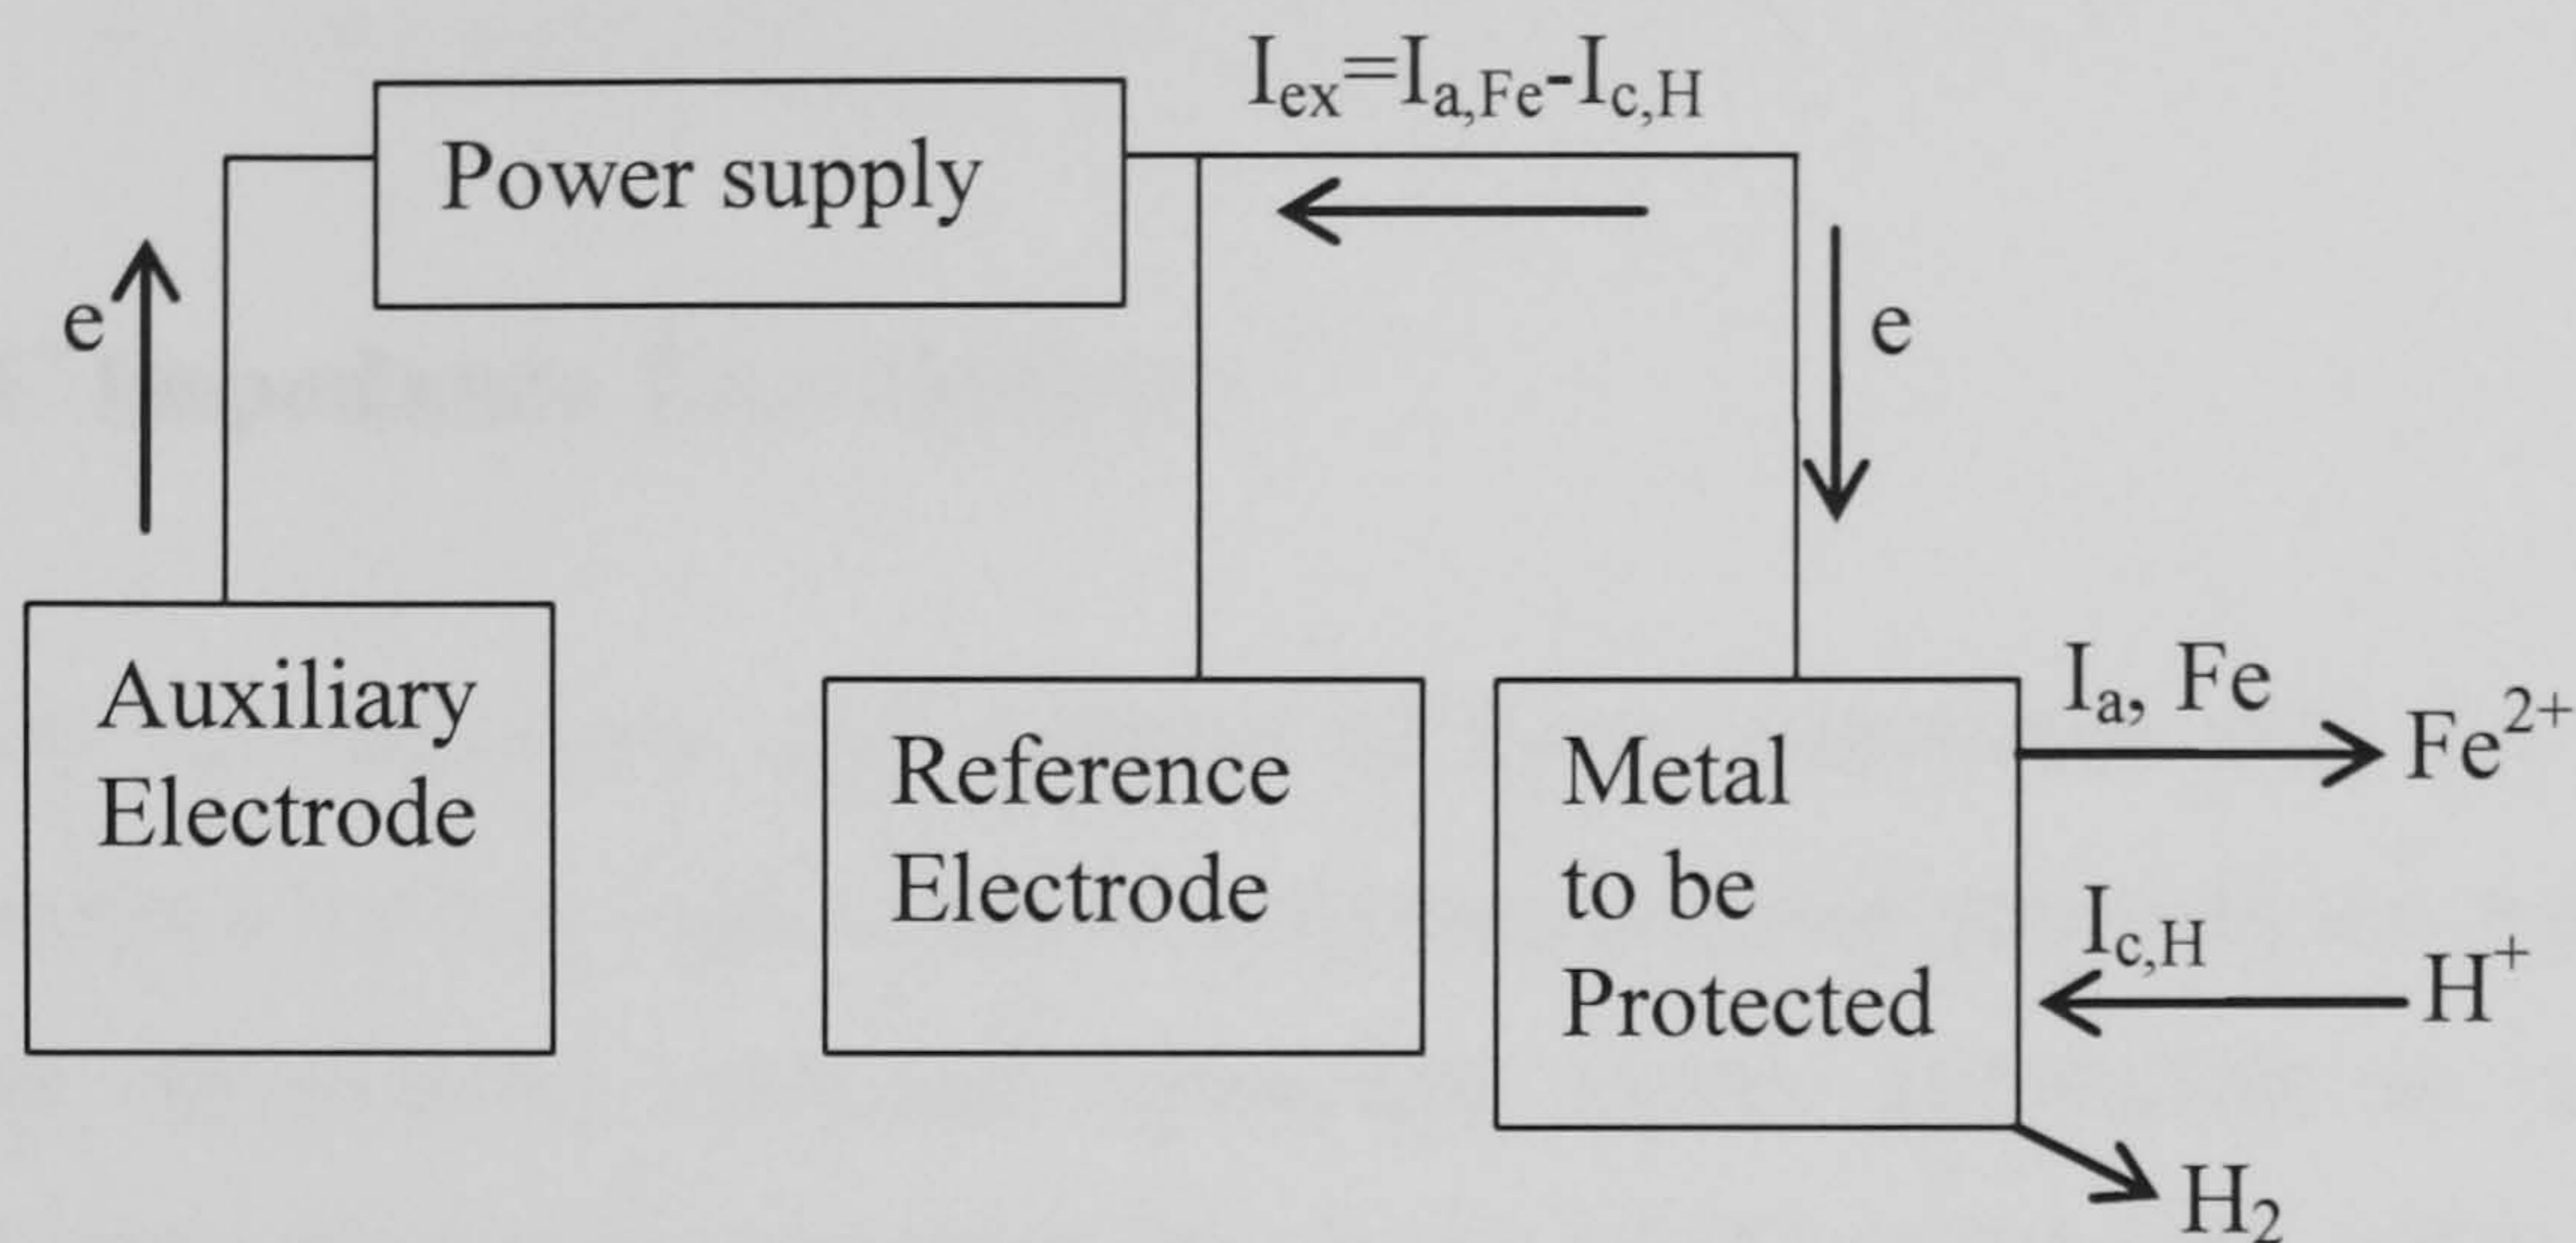 Iex=Ia,Fe-Ic,H
Power supply
e
e
Auxiliary
Electrode
Reference
Electrode
Metal
to be
Protected
Ia, Fe
Fe2+
Ic,H
H+
H2